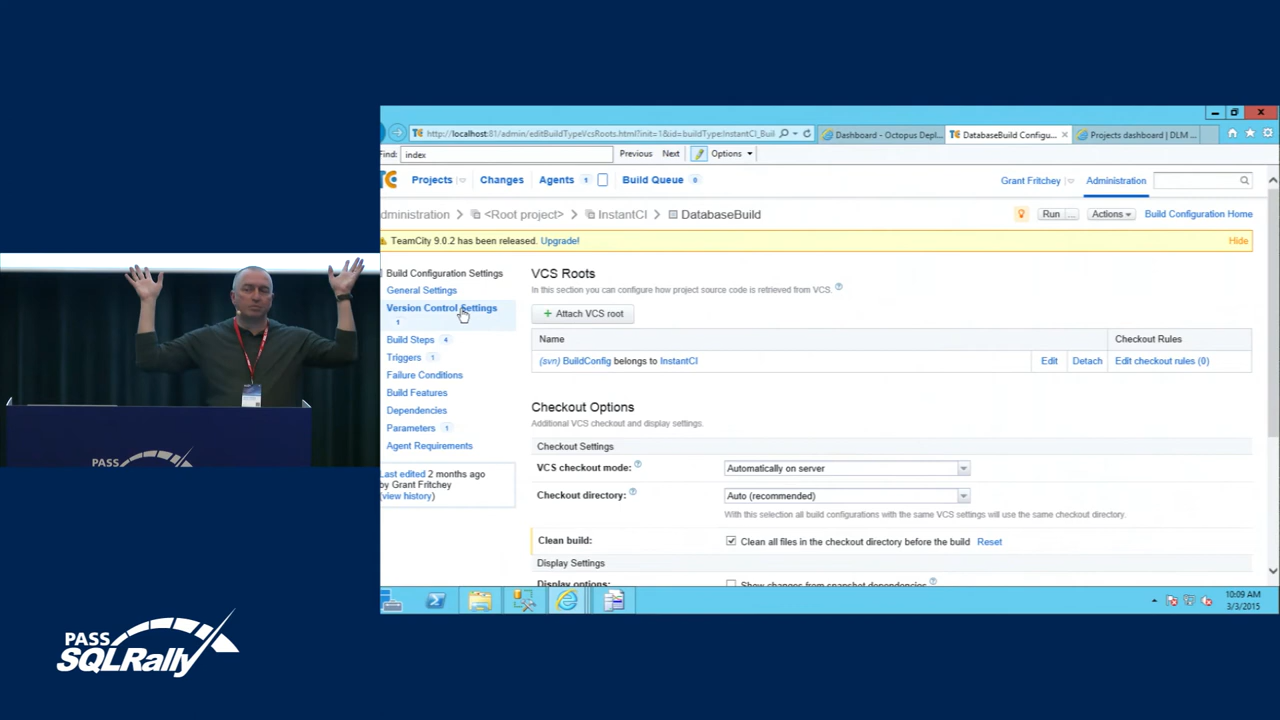 http://localhost:81/admin/editBuildTypeVcsRoots.html?init=1&id=buildType:InstantCI_Buil
Dashboard - Octopus Depl...
DatabaseBuild Configu...
Projects dashboard | DLM ...
Find: index Previous Next Options
Projects Changes Agents 1 Build Queue 0
Grant Fritchey Administration
dministration <Root project> InstantCI DatabaseBuild
Run ... Actions Build Configuration Home
TeamCity 9.0.2 has been released. Upgrade! Hide
Build Configuration Settings
General Settings
Version Control Settings
1
Build Steps 4
Triggers 1
Failure Conditions
Build Features
Dependencies
Parameters 1
Agent Requirements
Last edited 2 months ago
by Grant Fritchey
(view history)
VCS Roots
In this section you can configure how project source code is retrieved from VCS.
+ Attach VCS root
Name Checkout Rules
(svn) BuildConfig belongs to InstantCI Edit Detach Edit checkout rules (0)
Checkout Options
Additional VCS checkout and display settings.
Checkout Settings
VCS checkout mode: Automatically on server
Checkout directory: Auto (recommended)
With this selection all build configurations with the same VCS settings will use the same checkout directory.
Clean build: Clean all files in the checkout directory before the build Reset
Display Settings
Display options: Show changes from snapshot dependencies
10:09 AM
3/3/2015
PASS
PASS
SQLRally